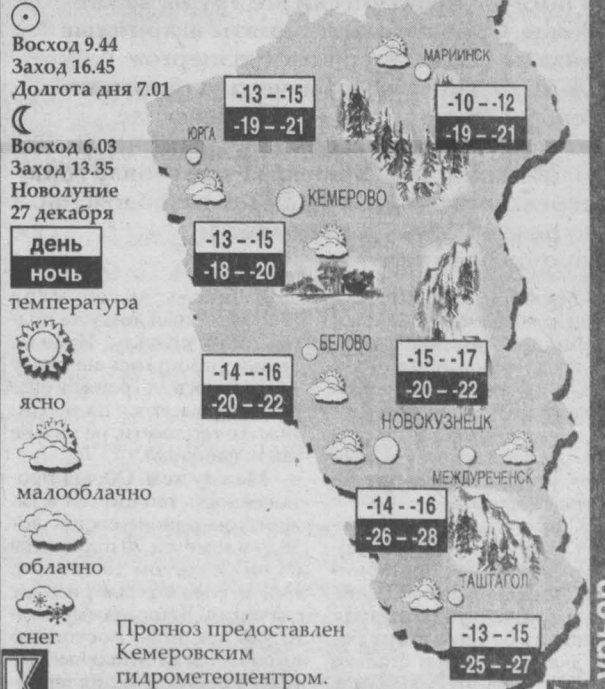 Восход 9.44
Заход 16.45
Долгота дня 7.01
Восход 6.03
Заход 13.35
Новолуние
27 декабря
день
ночь
температура
ясно
малооблачно
облачно
снег
МАРИИНСК
-13 – -15
-19 – -21
-10 – -12
-19 – -21
ЮРГА
КЕМЕРОВО
-13 – -15
-18 – -20
БЕЛОВО
-14 – -16
-20 – -22
-15 – -17
-20 – -22
НОВОКУЗНЕЦК
МЕЖДУРЕЧЕНСК
-14 – -16
-26 – -28
ТАШТАГОЛ
-13 – -15
-25 – -27
Прогноз предоставлен
Кемеровским
гидрометеоцентром.